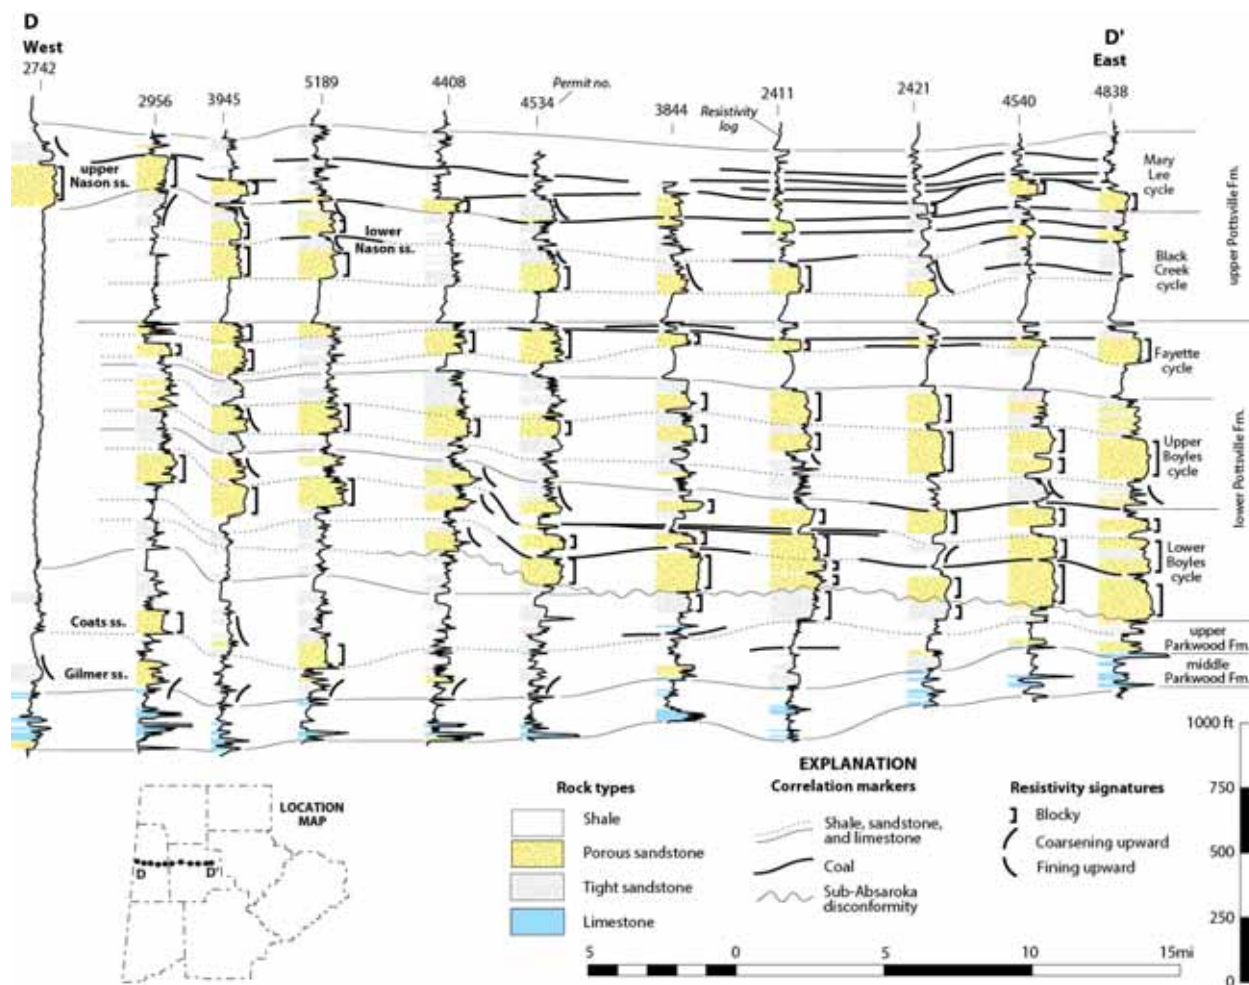 D
West
2742
2956
3945
5189
4408
4534
Permit no.
3844
Resistivity
log
2411
2421
4540
D'
East
4838
upper
Nason ss.
lower
Nason ss.
Coats ss.
Gilmer ss.
Mary
Lee
cycle
Black
Creek
cycle
Fayette
cycle
Upper
Boyles
cycle
Lower
Boyles
cycle
upper
Parkwood Fm.
middle
Parkwood Fm.
upper Pottsville Fm.
lower Pottsville Fm.
1000 ft
750
500
250
0
LOCATION
MAP
D
D'
EXPLANATION
Rock types
Shale
Porous sandstone
Tight sandstone
Limestone
Correlation markers
Shale, sandstone,
and limestone
Coal
Sub-Absaroka
disconformity
Resistivity signatures
Blocky
Coarsening upward
Fining upward
5
0
5
10
15mi